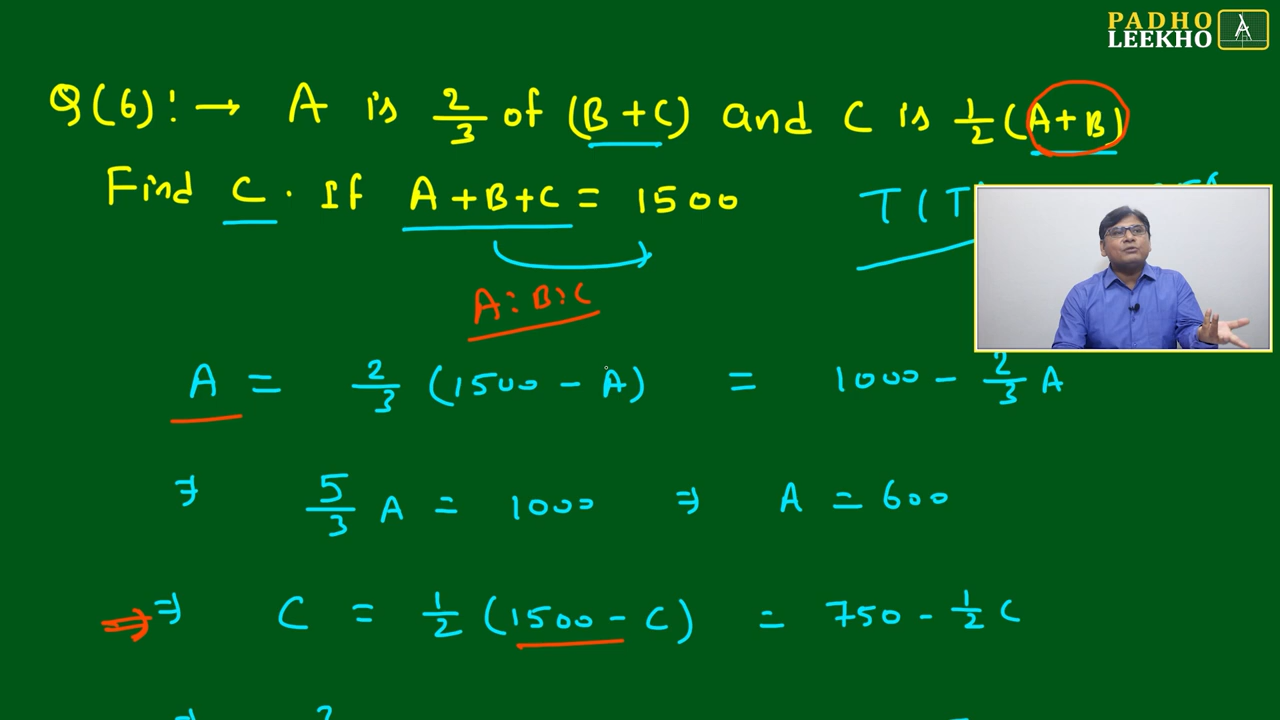 PADHO
LEEKHO
Q(6)!→ A is 2/3 of (B+C) and C is 1/2 (A+B)
Find C. If A+B+C = 1500
A:B:C
A = 2/3 (1500 - A) = 1000 - 2/3 A
⇒ 5/3 A = 1000 ⇒ A = 600
⇒⇒ C = 1/2 (1500 - C) = 750 - 1/2 C